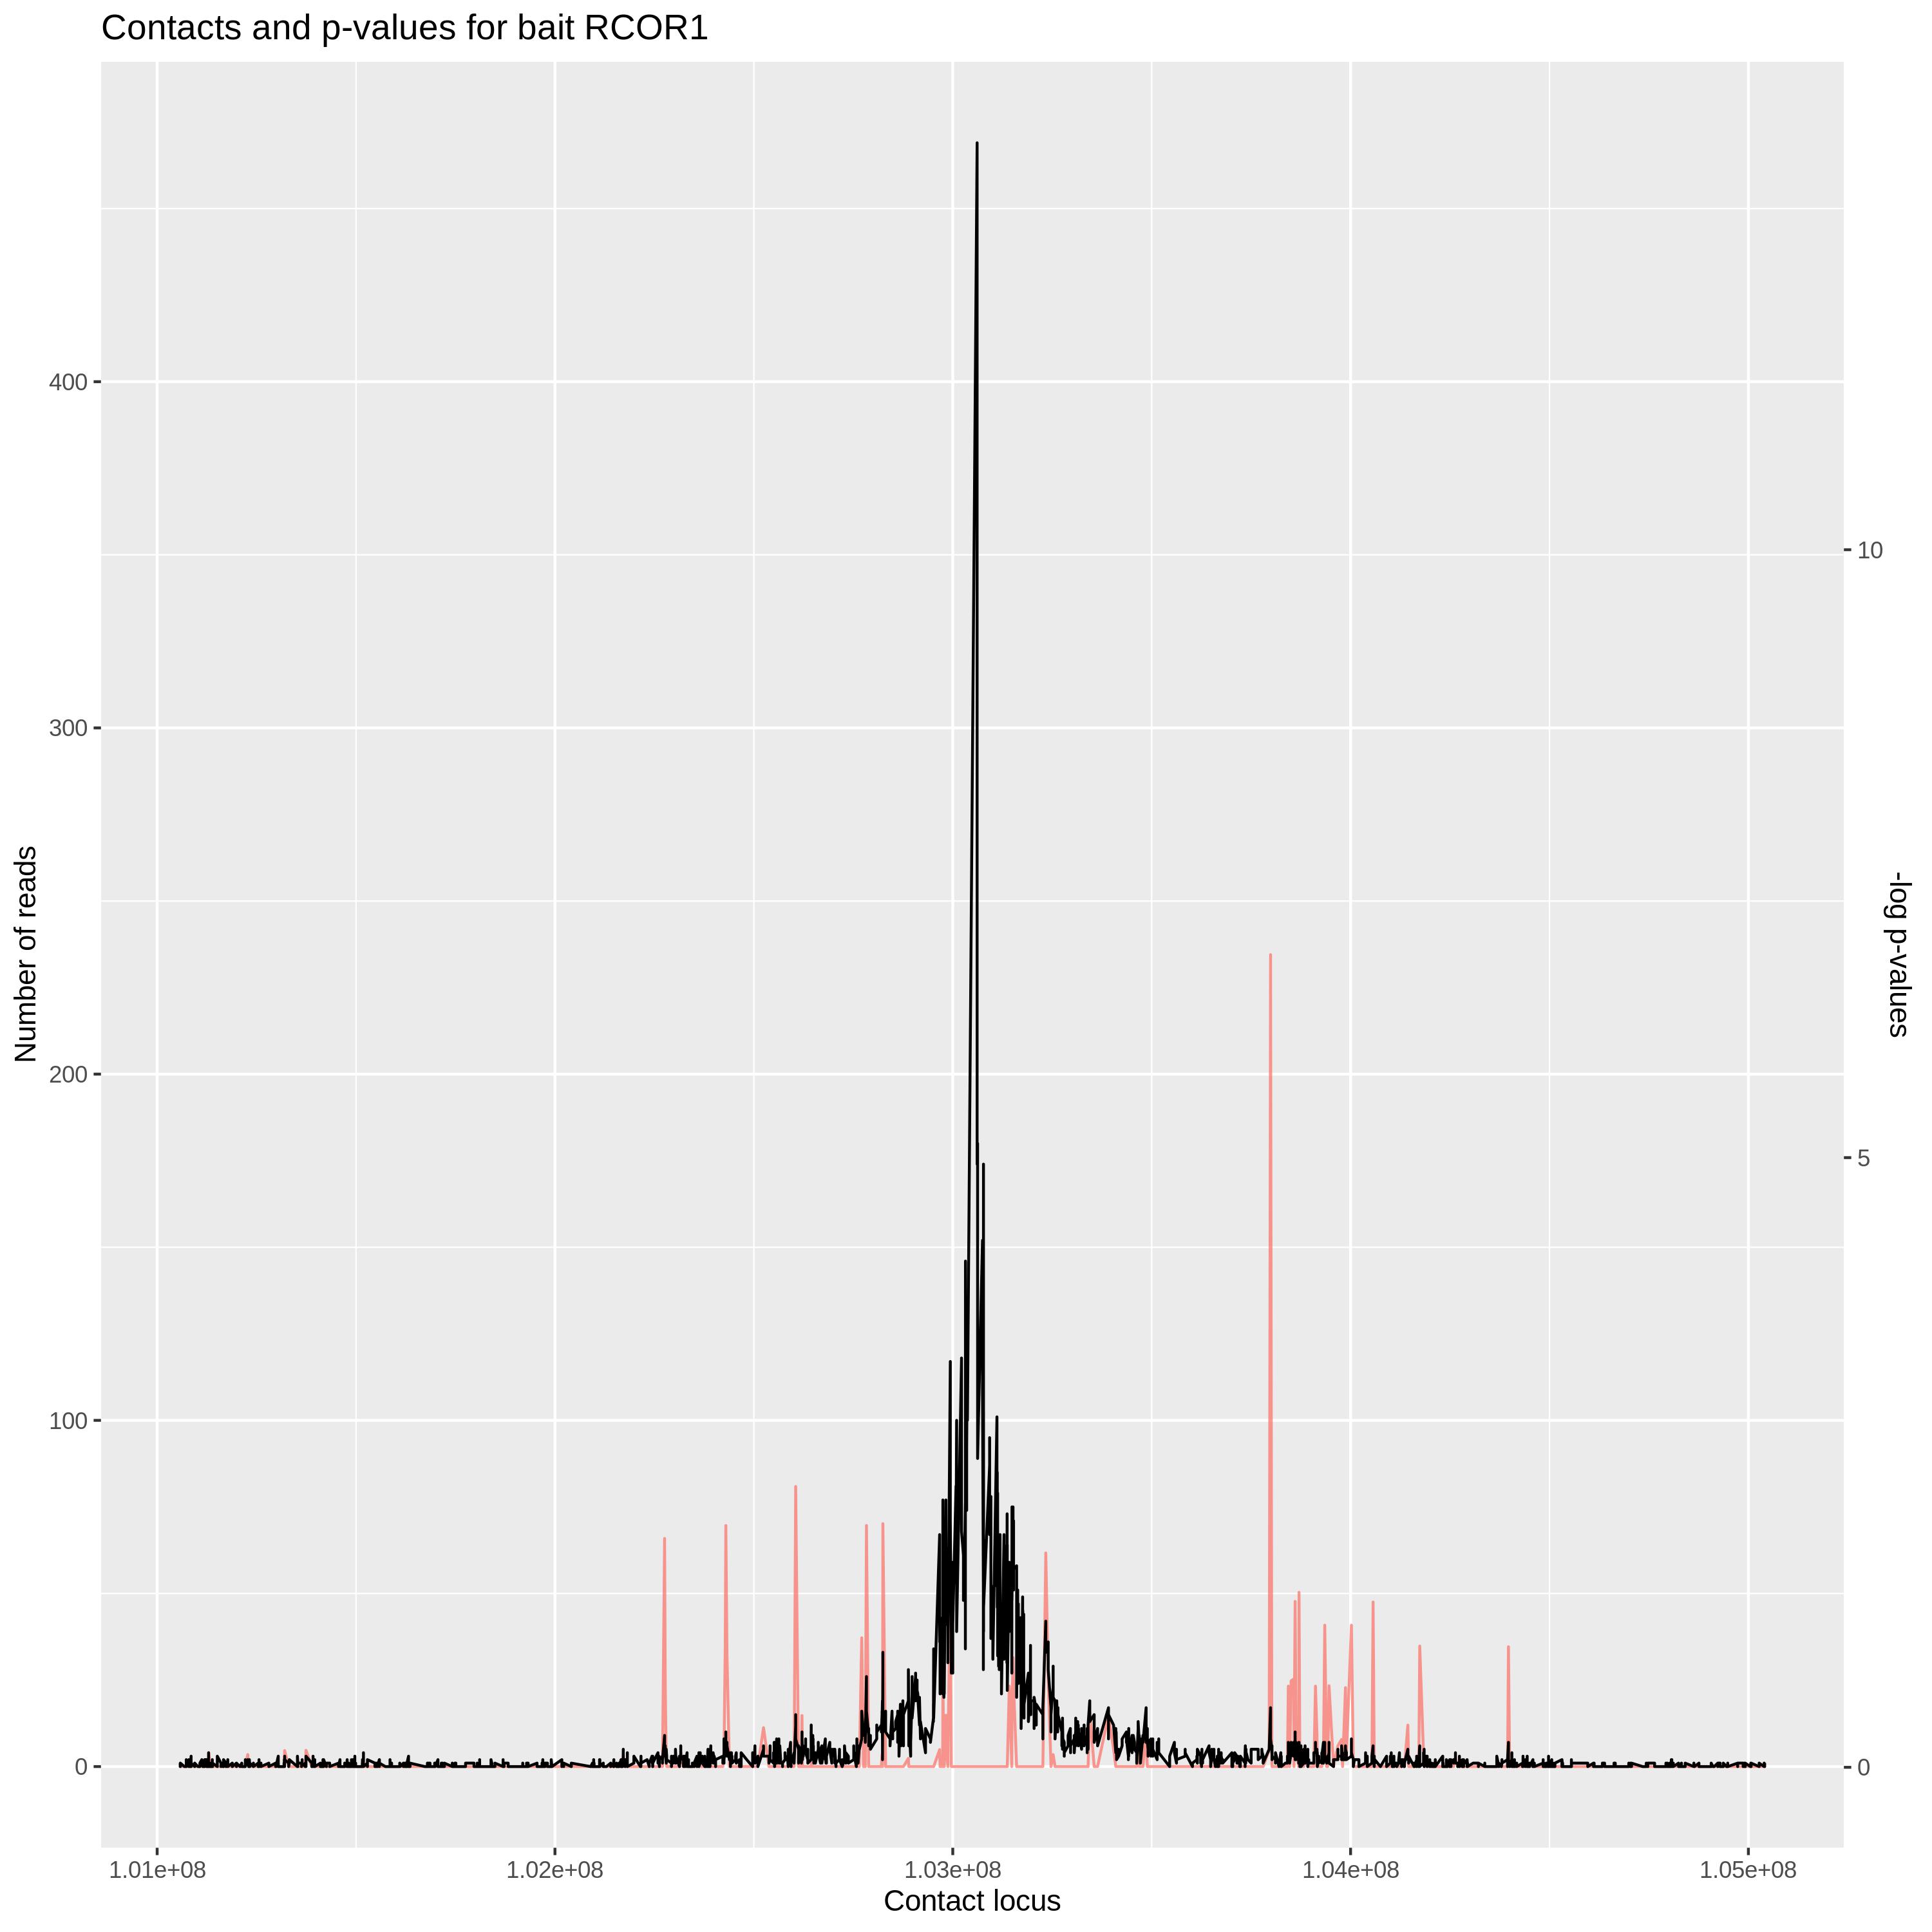 Contacts and p-values for bait RCOR1
Number of reads
400
300
200
100
0
10
5
0
-log p-values
1.01e+08 1.02e+08 1.03e+08 1.04e+08 1.05e+08
Contact locus